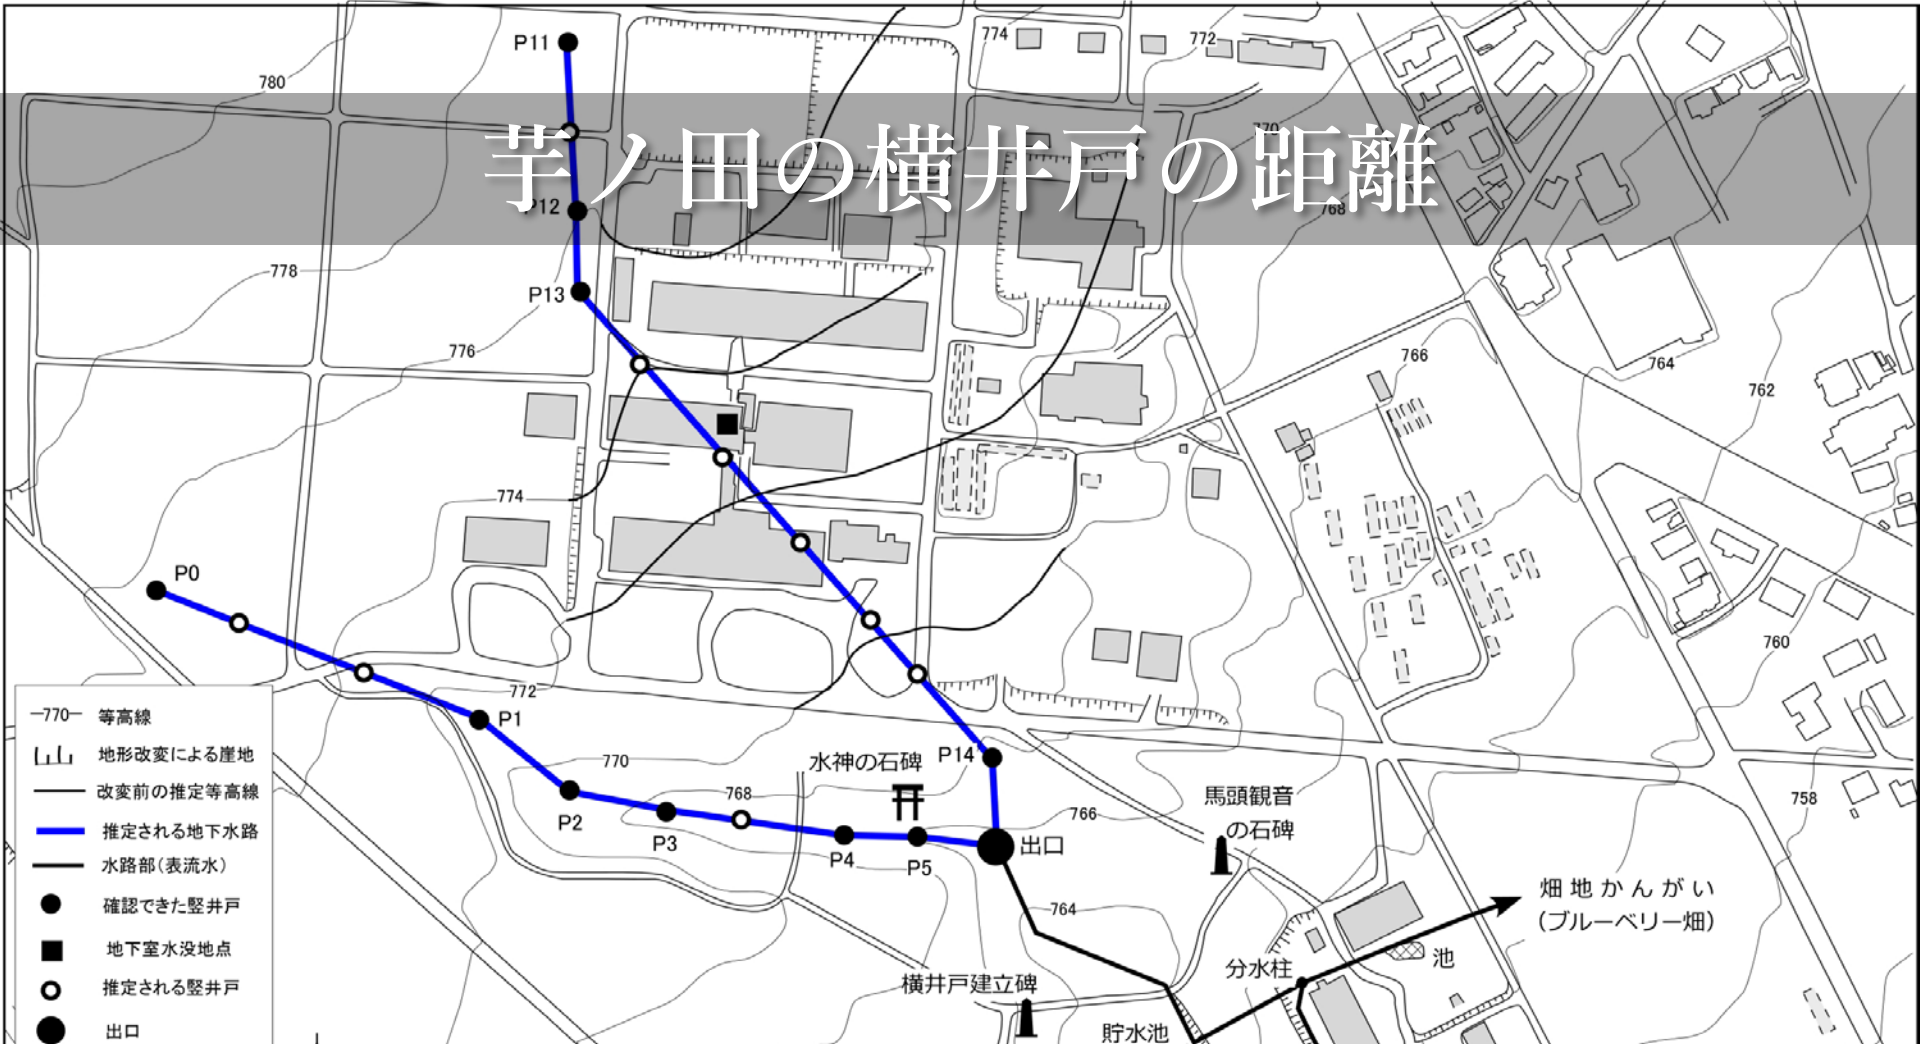 芋ノ田の横井戸の距離
P11
P12
P13
P0
P1
P2
P3
P4
P5
P14
780
778
776
774
772
770
768
774
772
770
768
766
764
762
760
758
766
764
水神の石碑
出口
馬頭観音
の石碑
横井戸建立碑
貯水池
分水柱
池
畑地かんがい
(ブルーベリー畑)
770 等高線
地形改変による崖地
改変前の推定等高線
推定される地下水路
水路部(表流水)
確認できた竪井戸
地下室水没地点
推定される竪井戸
出口